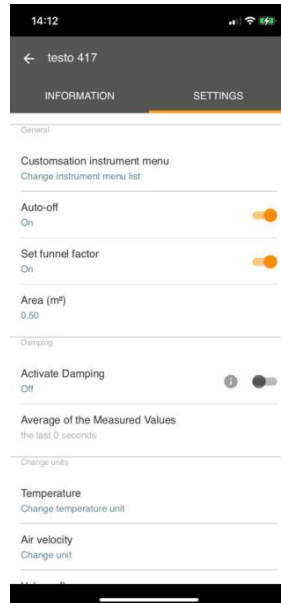 14:12
← testo 417
INFORMATION
SETTINGS
General
Customsation instrument menu
Change instrument menu list
Auto-off
On
Set funnel factor
On
Area (m²)
0.50
Damping
Activate Damping
Off
Average of the Measured Values
the last 0 seconds
Change units
Temperature
Change temperature unit
Air velocity
Change unit